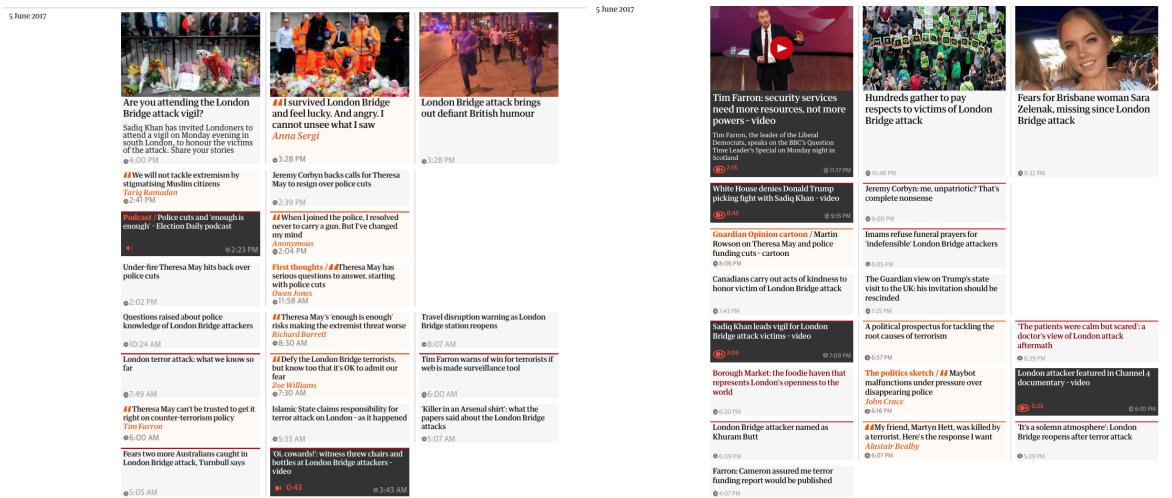 5 June 2017
Are you attending the London
Bridge attack vigil?
Sadiq Khan has invited Londoners to
attend a vigil on Monday evening in
south London, to honour the victims
of the attack. Share your stories
4:00 PM
I survived London Bridge
and feel lucky. And angry. I
cannot unsee what I saw
Anna Sergi
3:28 PM
London Bridge attack brings
out defiant British humour
3:28 PM
We will not tackle extremism by
stigmatising Muslim citizens
Tariq Ramadan
2:41 PM
Jeremy Corbyn backs calls for Theresa
May to resign over police cuts
2:39 PM
Podcast / Police cuts and 'enough is
enough' – Election Daily podcast
2:23 PM
When I joined the police, I resolved
never to carry a gun. But I've changed
my mind
Anonymous
2:04 PM
Under-fire Theresa May hits back over
police cuts
2:02 PM
First thoughts / Theresa May has
serious questions to answer, starting
with police cuts
Owen Jones
11:58 AM
Questions raised about police
knowledge of London Bridge attackers
10:24 AM
Theresa May's 'enough is enough'
risks making the extremist threat worse
Richard Barrett
8:30 AM
Travel disruption warning as London
Bridge station reopens
8:07 AM
London terror attack: what we know so
far
7:49 AM
Defy the London Bridge terrorists,
but know too that it's OK to admit our
fear
Zoe Williams
7:30 AM
Tim Farron warns of win for terrorists if
web is made surveillance tool
6:00 AM
Theresa May can't be trusted to get it
right on counter-terrorism policy
Tim Farron
6:00 AM
Islamic State claims responsibility for
terror attack on London – as it happened
5:33 AM
'Killer in an Arsenal shirt': what the
papers said about the London Bridge
attacks
5:07 AM
Fears two more Australians caught in
London Bridge attack, Turnbull says
5:05 AM
'Oi, cowards!': witness threw chairs and
bottles at London Bridge attackers –
video
0:43
3:43 AM
5 June 2017
Tim Farron: security services
need more resources, not more
powers – video
Tim Farron, the leader of the Liberal
Democrats, speaks on the BBC's Question
Time Leader's Special on Monday night in
Scotland
2:18
11:17 PM
Hundreds gather to pay
respects to victims of London
Bridge attack
10:46 PM
Fears for Brisbane woman Sara
Zelenak, missing since London
Bridge attack
9:32 PM
White House denies Donald Trump
picking fight with Sadiq Khan – video
0:45
9:15 PM
Jeremy Corbyn: me, unpatriotic? That's
complete nonsense
9:00 PM
Guardian Opinion cartoon / Martin
Rowson on Theresa May and police
funding cuts – cartoon
8:06 PM
Imams refuse funeral prayers for
'indefensible' London Bridge attackers
8:05 PM
Canadians carry out acts of kindness to
honor victim of London Bridge attack
7:43 PM
The Guardian view on Trump's state
visit to the UK: his invitation should be
rescinded
7:25 PM
Sadiq Khan leads vigil for London
Bridge attack victims – video
3:09
7:09 PM
A political prospectus for tackling the
root causes of terrorism
6:57 PM
'The patients were calm but scared': a
doctor's view of London attack
aftermath
6:39 PM
Borough Market: the foodie haven that
represents London's openness to the
world
6:20 PM
The politics sketch / Maybot
malfunctions under pressure over
disappearing police
John Crace
6:16 PM
London attacker featured in Channel 4
documentary – video
0:25
6:10 PM
London Bridge attacker named as
Khuram Butt
6:09 PM
My friend, Martyn Hett, was killed by
a terrorist. Here's the response I want
Alastair Bealby
6:07 PM
'It's a solemn atmosphere': London
Bridge reopens after terror attack
5:39 PM
Farron: Cameron assured me terror
funding report would be published
4:07 PM